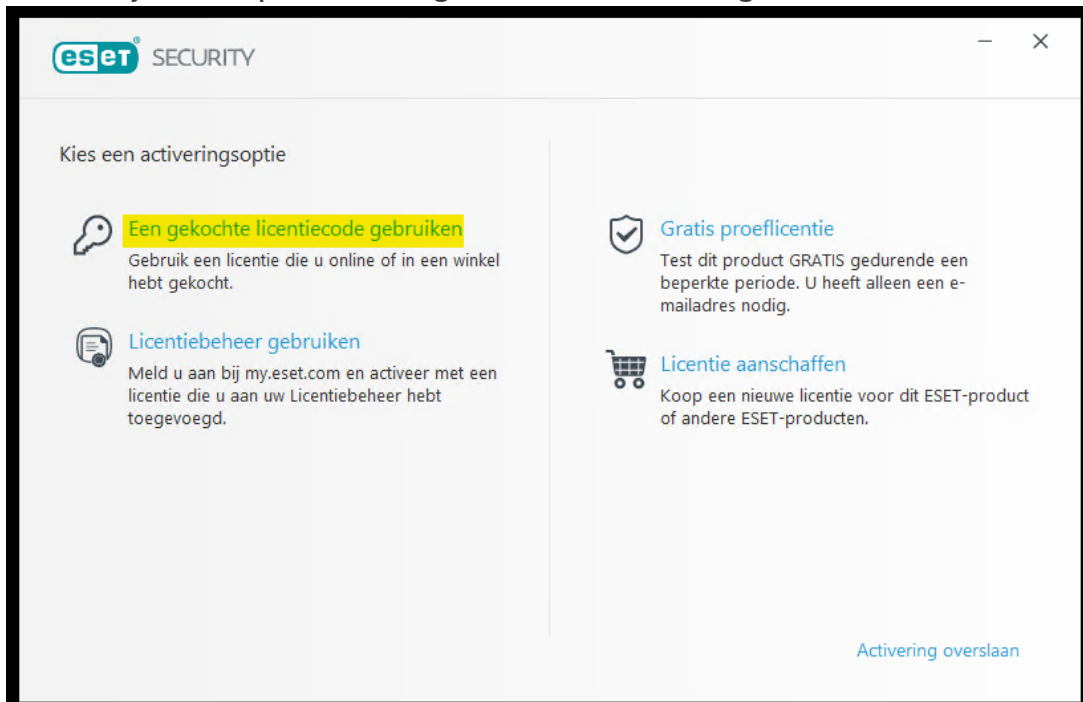 eset® SECURITY
Kies een activeringsoptie
Een gekochte licentiecode gebruiken
Gebruik een licentie die u online of in een winkel
hebt gekocht.
Licentiebeheer gebruiken
Meld u aan bij my.eset.com en activeer met een
licentie die u aan uw Licentiebeheer hebt
toegevoegd.
Gratis proeflicentie
Test dit product GRATIS gedurende een
beperkte periode. U heeft alleen een e-
mailadres nodig.
Licentie aanschaffen
Koop een nieuwe licentie voor dit ESET-product
of andere ESET-producten.
Activering overslaan